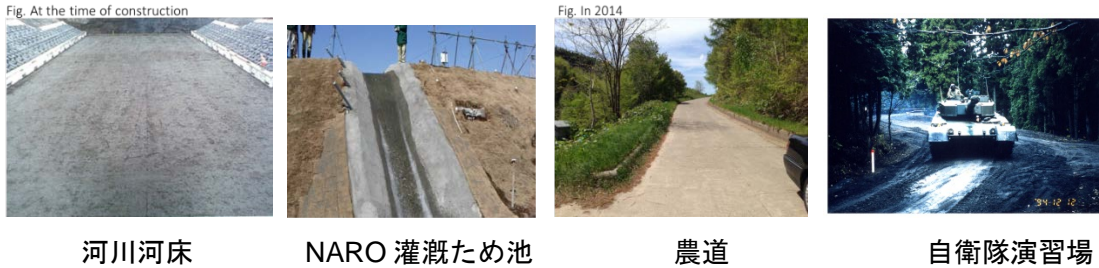 Fig. At the time of construction
Fig. In 2014
'94 12 12
河川河床
NARO 灌漑ため池
農道
自衛隊演習場